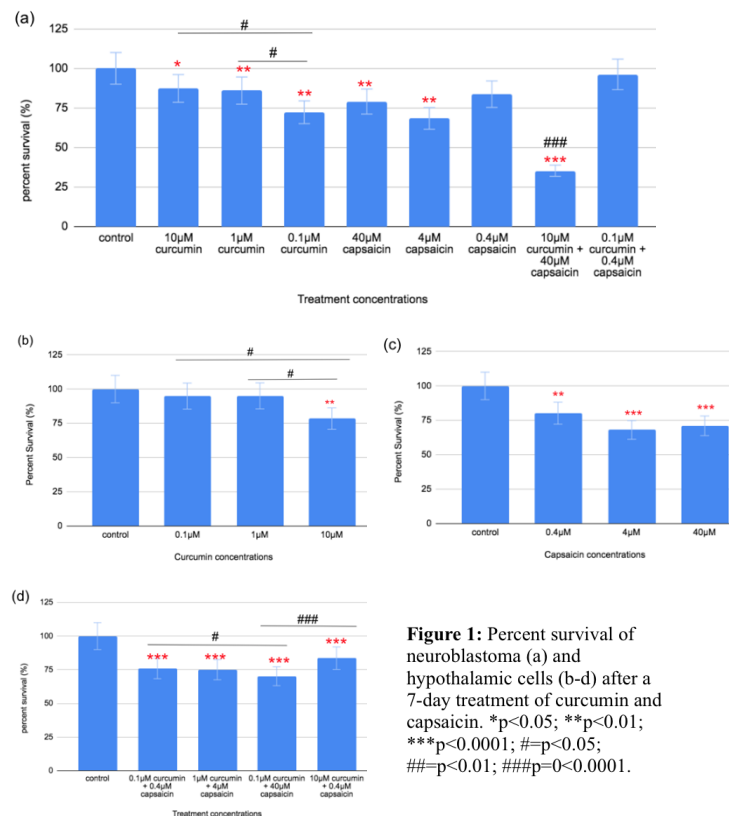 (a)
125
#
100
#
*
**
**
**
**
75
###
***
50
25
0
percent survival (%)
control
10µM curcumin
1µM curcumin
0.1µM curcumin
40µM capsaicin
4µM capsaicin
0.4µM capsaicin
10µM curcumin + 40µM capsaicin
0.1µM curcumin + 0.4µM capsaicin
Treatment concentrations
(b)
125
#
100
#
**
75
50
25
0
Percent Survival (%)
control
0.1µM
1µM
10µM
Curcumin concentrations
(c)
125
100
**
***
***
75
50
25
0
Percent Survival (%)
control
0.4µM
4µM
40µM
Capsaicin concentrations
(d)
125
###
100
#
***
***
***
***
75
50
25
0
percent survival (%)
control
0.1µM curcumin + 0.4µM capsaicin
1µM curcumin + 4µM capsaicin
0.1µM curcumin + 40µM capsaicin
10µM curcumin + 0.4µM capsaicin
Treatment concentrations
Figure 1: Percent survival of
neuroblastoma (a) and
hypothalamic cells (b-d) after a
7-day treatment of curcumin and
capsaicin. *p<0.05; **p<0.01;
***p<0.0001; #=p<0.05;
##=p<0.01; ###p=0<0.0001.